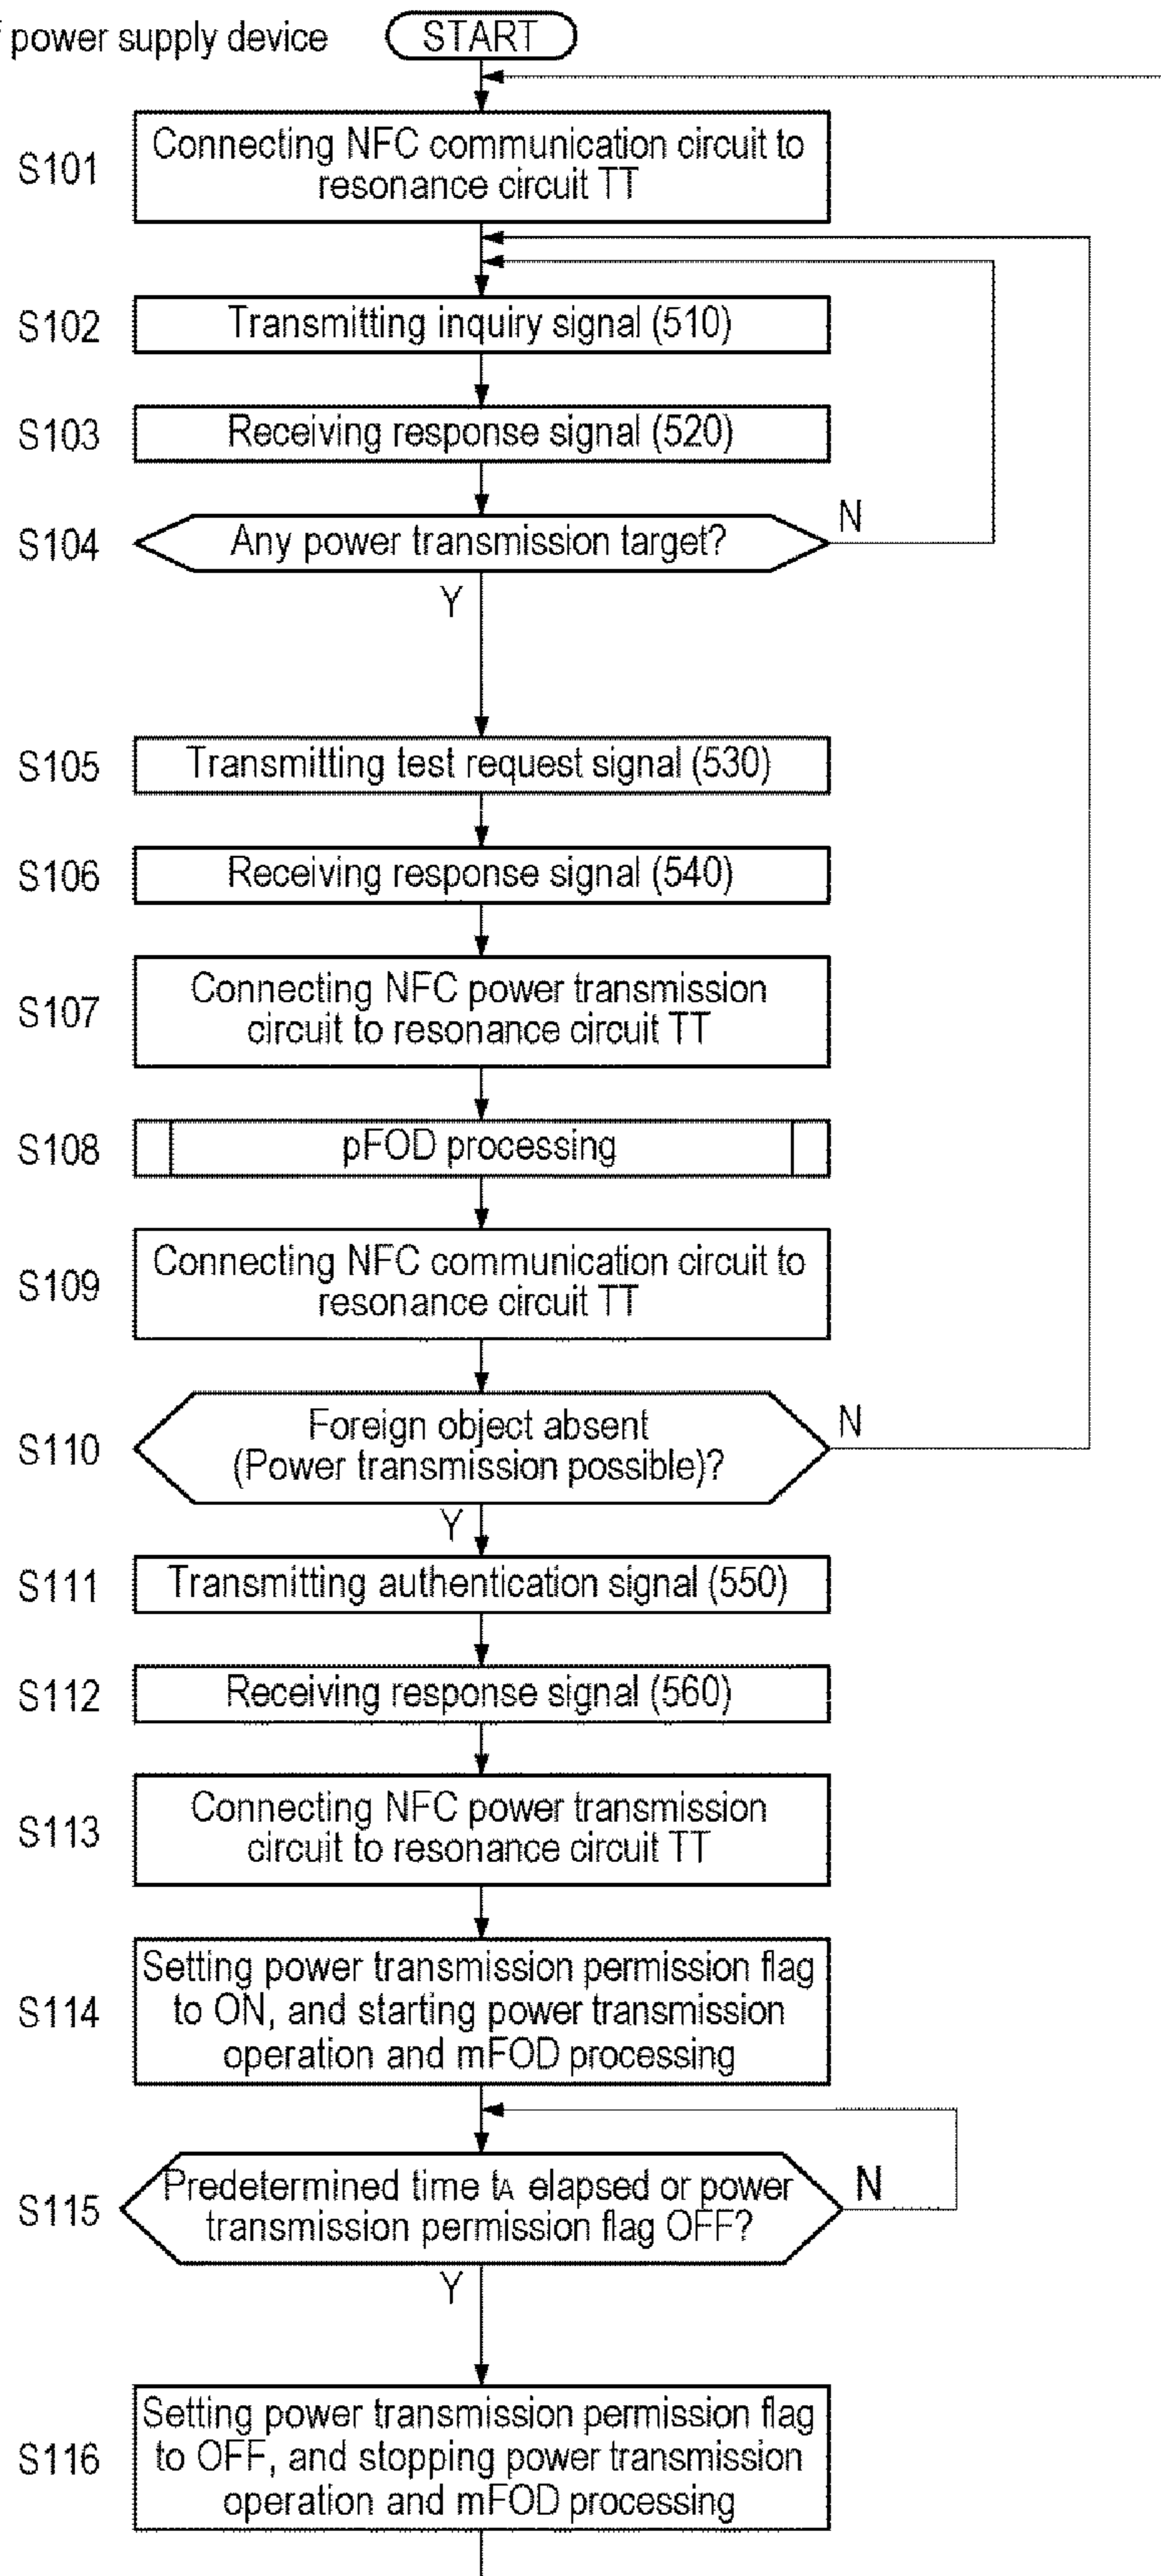 power supply device
START
S101
Connecting NFC communication circuit to
resonance circuit TT
S102
Transmitting inquiry signal (510)
S103
Receiving response signal (520)
S104
Any power transmission target?
N
Y
S105
Transmitting test request signal (530)
S106
Receiving response signal (540)
S107
Connecting NFC power transmission
circuit to resonance circuit TT
S108
pFOD processing
S109
Connecting NFC communication circuit to
resonance circuit TT
S110
Foreign object absent
(Power transmission possible)?
N
Y
S111
Transmitting authentication signal (550)
S112
Receiving response signal (560)
S113
Connecting NFC power transmission
circuit to resonance circuit TT
S114
Setting power transmission permission flag
to ON, and starting power transmission
operation and mFOD processing
S115
Predetermined time tA elapsed or power
transmission permission flag OFF?
N
Y
S116
Setting power transmission permission flag
to OFF, and stopping power transmission
operation and mFOD processing